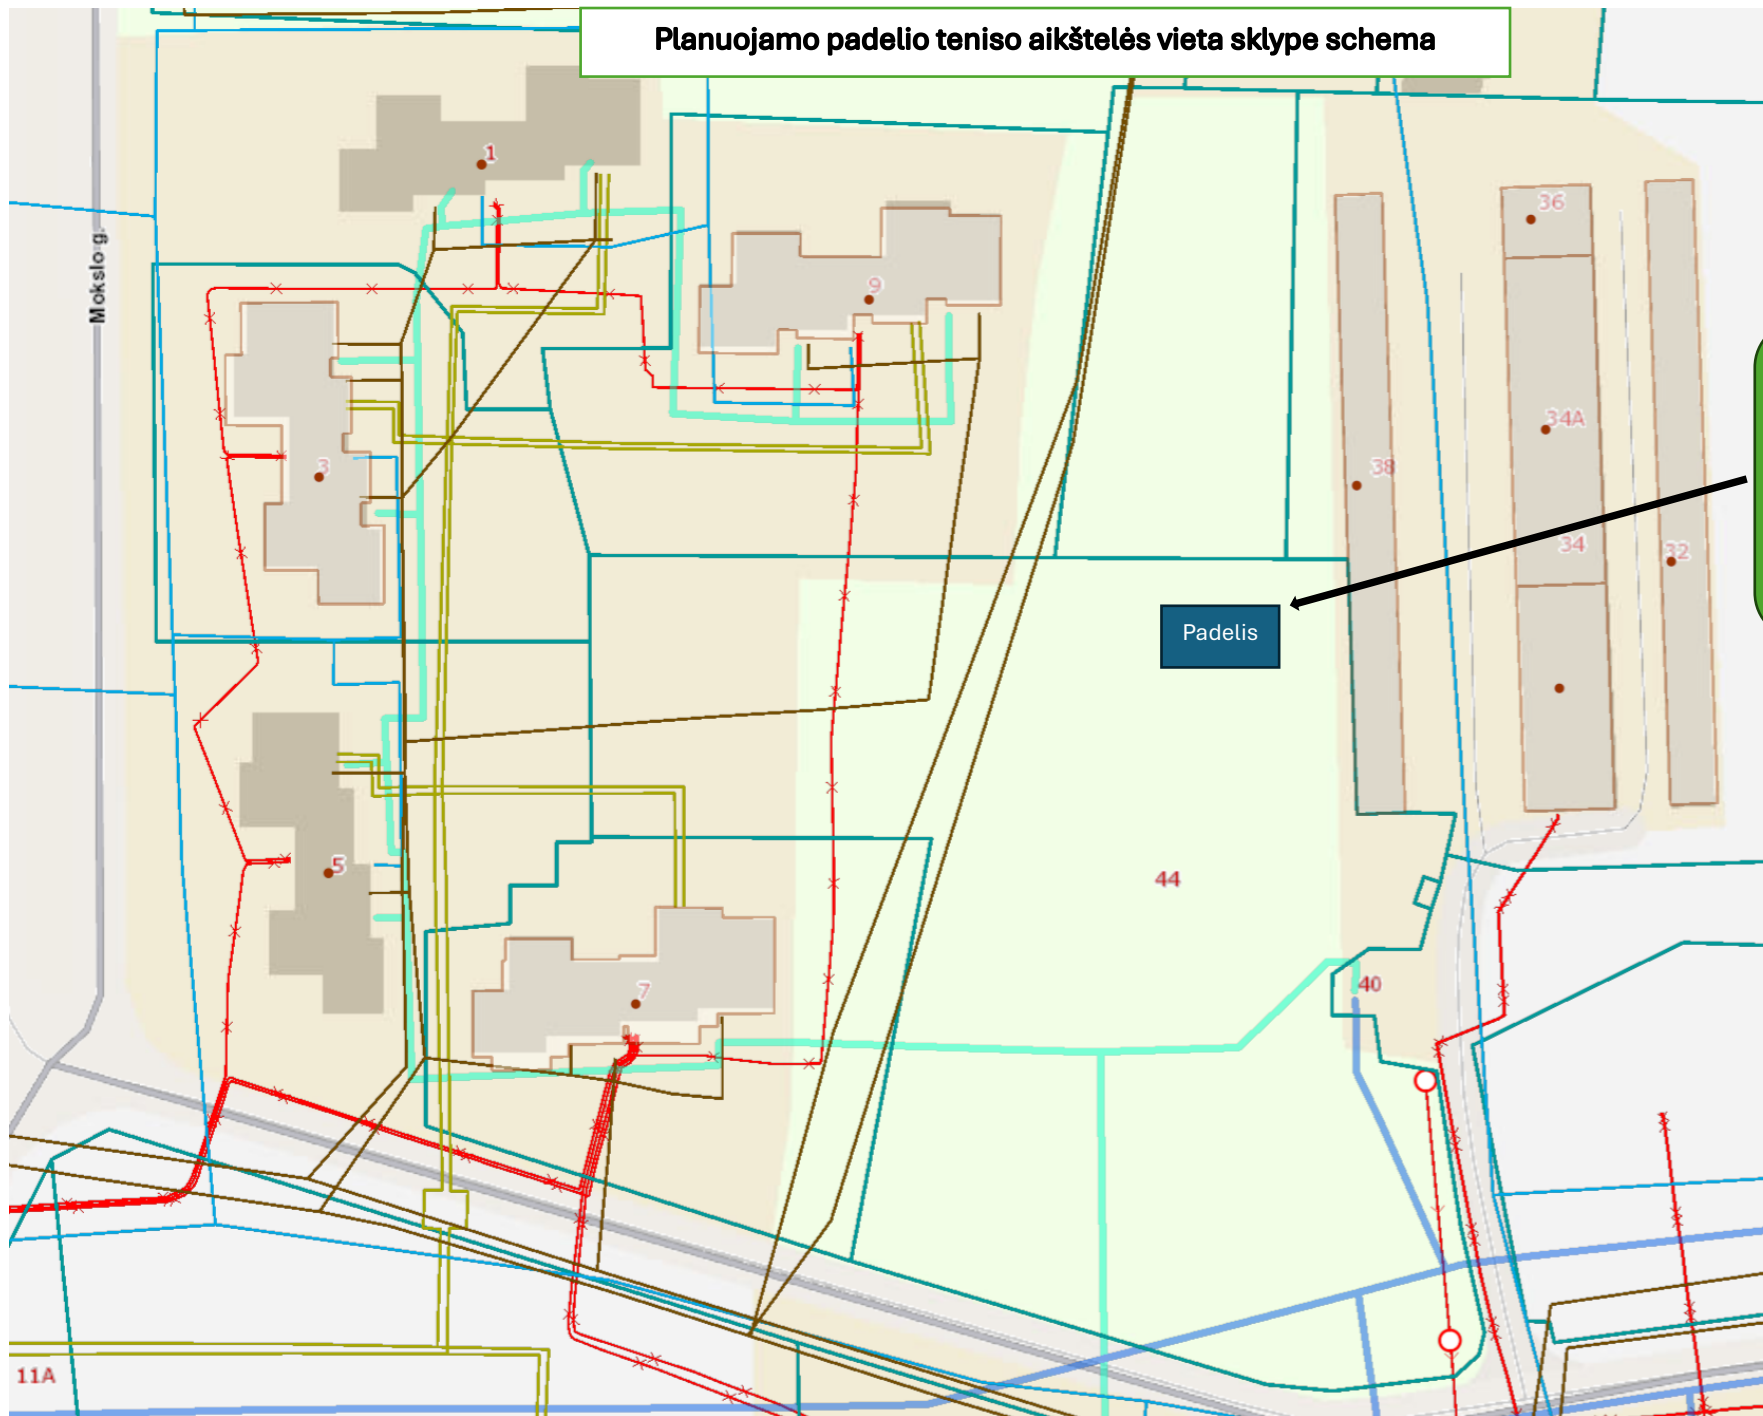 Planuojamo padelio teniso aikštelės vieta sklype schema
1
36
Mokslo g.
9
34A
38
3
34
32
Padelis
5
44
7
40
11A